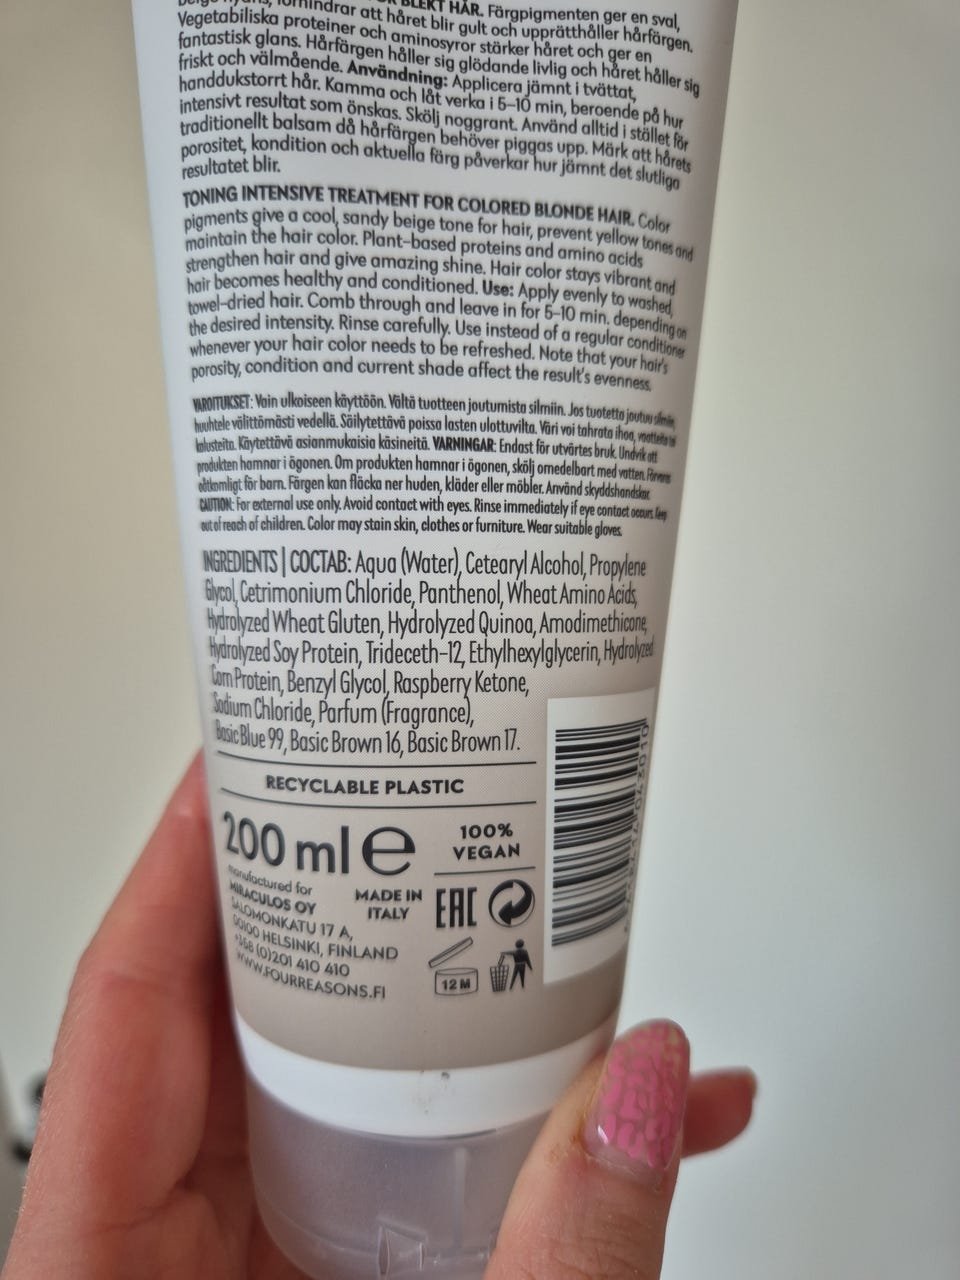 BLEKT HÅR. Färgpigmenten ger en sval,
att håret blir gult och upprätthåller hårfärgen.
Vegetabiliska proteiner och aminosyror stärker håret och ger en
fantastisk glans. Hårfärgen håller sig glödande livlig och håret håller sig
friskt och välmående. Användning: Applicera jämnt i tvättat,
handdukstorrt hår. Kamma och låt verka i 5–10 min, beroende på hur
intensivt resultat som önskas. Skölj noggrant. Använd alltid i stället för
traditionellt balsam då hårfärgen behöver piggas upp. Märk att hårets
porositet, kondition och aktuella färg påverkar hur jämnt det slutliga
resultatet blir.
TONING INTENSIVE TREATMENT FOR COLORED BLONDE HAIR. Color
pigments give a cool, sandy beige tone for hair, prevent yellow tones and
maintain the hair color. Plant-based proteins and amino acids
strengthen hair and give amazing shine. Hair color stays vibrant and
hair becomes healthy and conditioned. Use: Apply evenly to washed,
towel-dried hair. Comb through and leave in for 5–10 min. depending on
the desired intensity. Rinse carefully. Use instead of a regular conditioner
whenever your hair color needs to be refreshed. Note that your hair's
porosity, condition and current shade affect the result's evenness.
VAROITUKSET: Vain ulkoiseen käyttöön. Vältä tuotteen joutumista silmiin. Jos tuotetta joutuu silmiin,
huuhtele välittömästi vedellä. Säilytettävä poissa lasten ulottuvilta. Väri voi tahrata ihoa, vaatteita tai
kalusteita. Käytettävä asianmukaisia käsineitä. VARNINGAR: Endast för utvärtes bruk. Undvik att
produkten hamnar i ögonen. Om produkten hamnar i ögonen, skölj omedelbart med vatten. Förvaras
oåtkomligt för barn. Färgen kan fläcka ner huden, kläder eller möbler. Använd skyddshandskar.
CAUTION: For external use only. Avoid contact with eyes. Rinse immediately if eye contact occurs. Keep
out of reach of children. Color may stain skin, clothes or furniture. Wear suitable gloves.
INGREDIENTS | СОСТАВ: Aqua (Water), Cetearyl Alcohol, Propylene
Glycol, Cetrimonium Chloride, Panthenol, Wheat Amino Acids,
Hydrolyzed Wheat Gluten, Hydrolyzed Quinoa, Amodimethicone,
Hydrolyzed Soy Protein, Trideceth-12, Ethylhexylglycerin, Hydrolyzed
Corn Protein, Benzyl Glycol, Raspberry Ketone,
Sodium Chloride, Parfum (Fragrance),
Basic Blue 99, Basic Brown 16, Basic Brown 17.
RECYCLABLE PLASTIC
200 ml e
100%
VEGAN
manufactured for
MIRACULOS OY
SALOMONKATU 17 A,
00100 HELSINKI, FINLAND
+358 (0)201 410 410
WWW.FOURREASONS.FI
MADE IN
ITALY
EAC
12 M